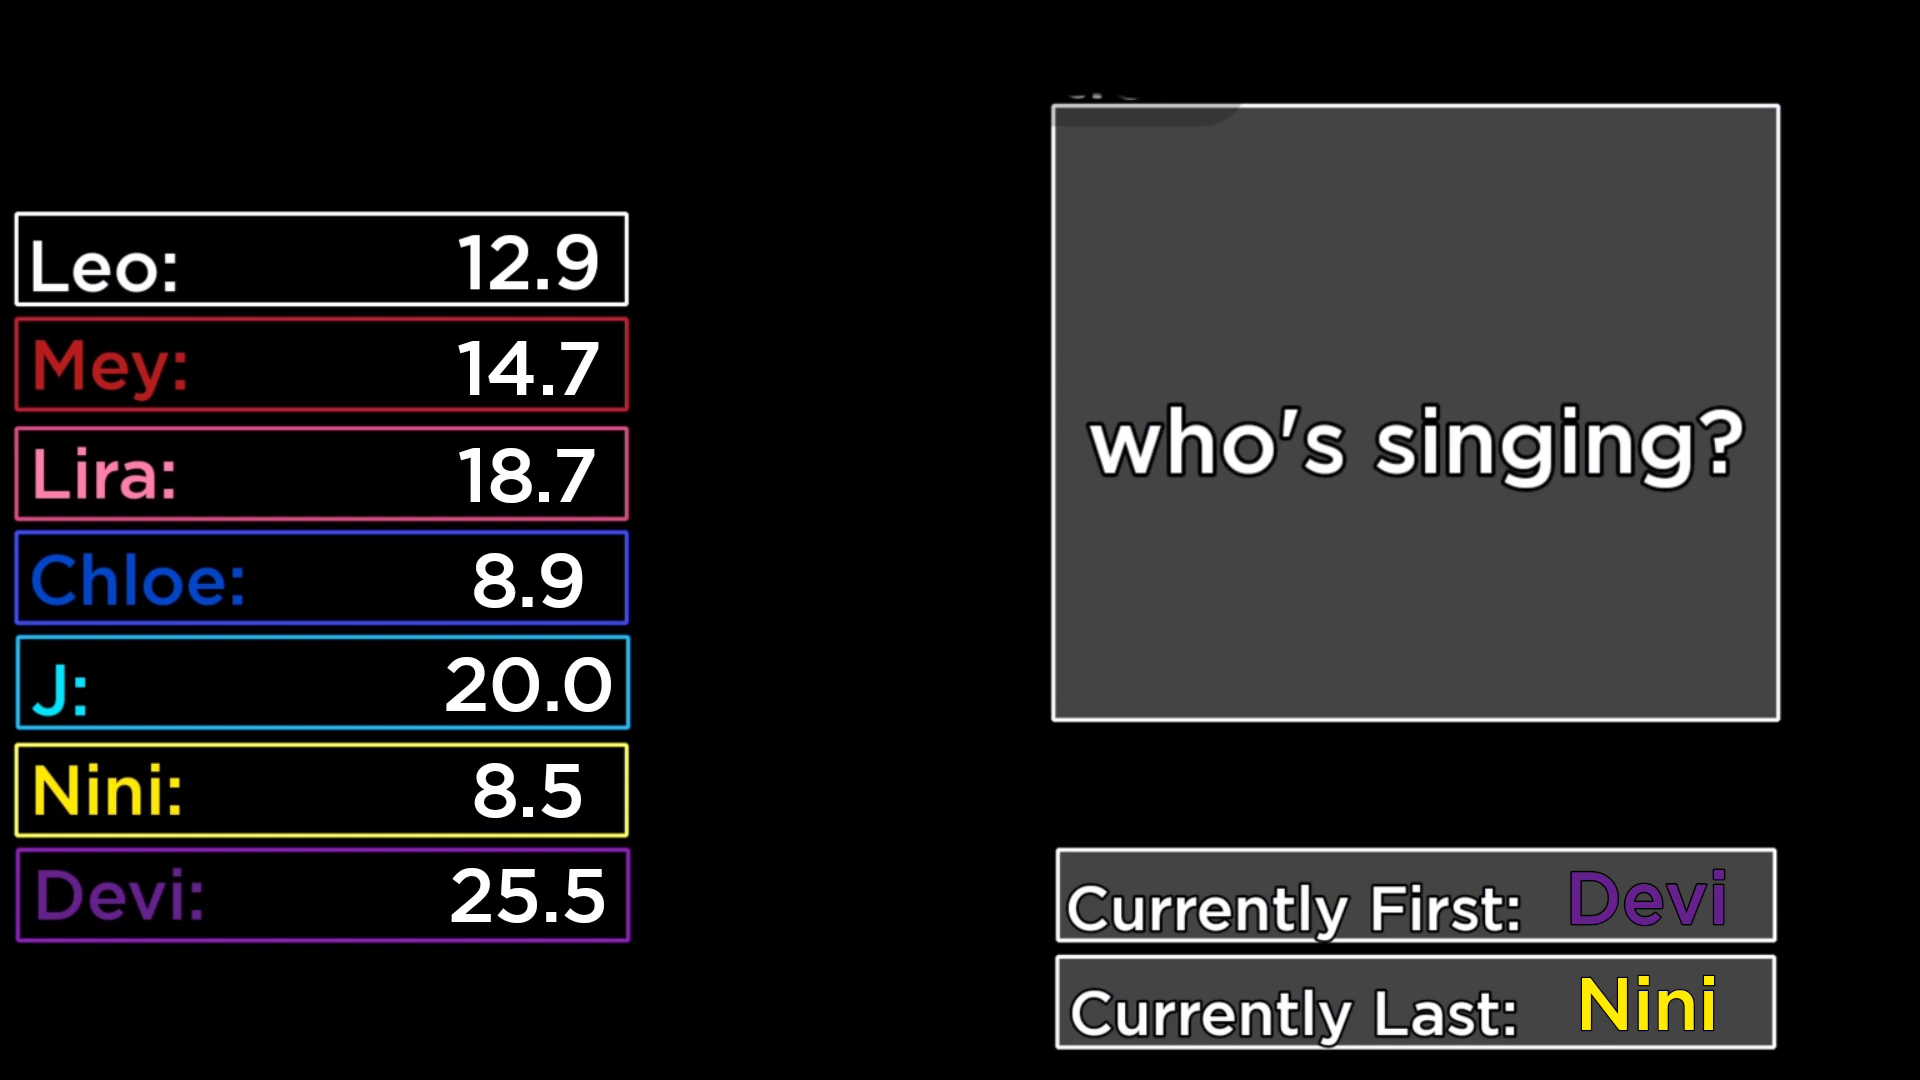 Leo: 12.9
Mey: 14.7
Lira: 18.7
Chloe: 8.9
J: 20.0
Nini: 8.5
Devi: 25.5
who's singing?
Currently First: Devi
Currently Last: Nini